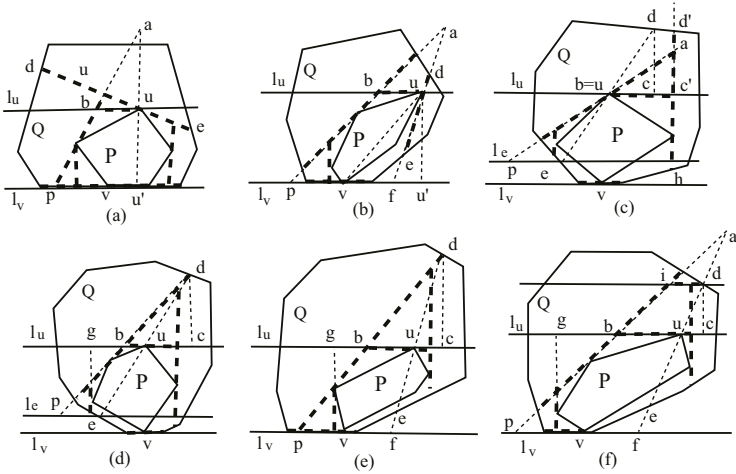 a
d
u
l_u
b
u
Q
e
P
l_v
p
v
u'
(a)
a
Q
d
l_u
b
u
P
e
l_v
p
v
f
u'
(b)
d
d'
Q
a
l_u
b=u
c
c'
P
l_e
p
e
h
l_v
v
(c)
d
Q
g
l_u
b
u
c
P
p
l_e
e
l_v
v
(d)
d
Q
g
l_u
b
u
c
P
e
l_v
p
v
f
(e)
a
i
d
Q
g
l_u
b
u
c
P
e
p
l_v
v
f
(f)